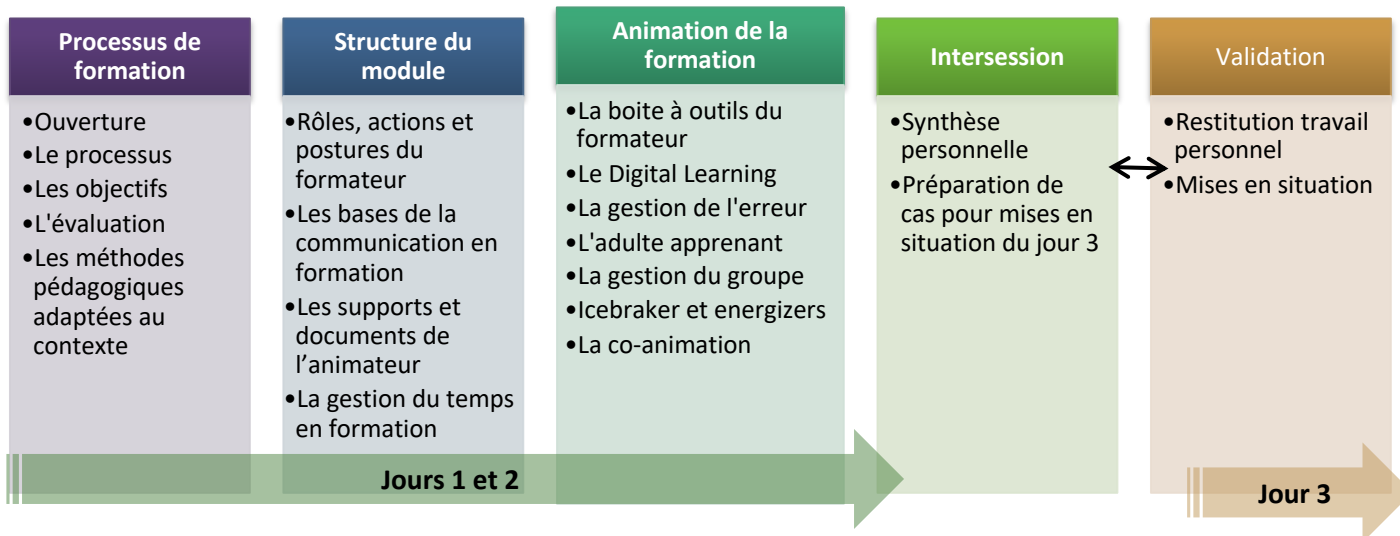 Processus de
formation
•Ouverture
•Le processus
•Les objectifs
•L'évaluation
•Les méthodes
pédagogiques
adaptées au
contexte
Structure du
module
•Rôles, actions et
postures du
formateur
•Les bases de la
communication en
formation
•Les supports et
documents de
l’animateur
•La gestion du temps
en formation
Animation de la
formation
•La boite à outils du
formateur
•Le Digital Learning
•La gestion de l'erreur
•L'adulte apprenant
•La gestion du groupe
•Icebraker et energizers
•La co-animation
Intersession
•Synthèse
personnelle
•Préparation de
cas pour mises en
situation du jour 3
Validation
•Restitution travail
personnel
•Mises en situation
Jours 1 et 2
Jour 3